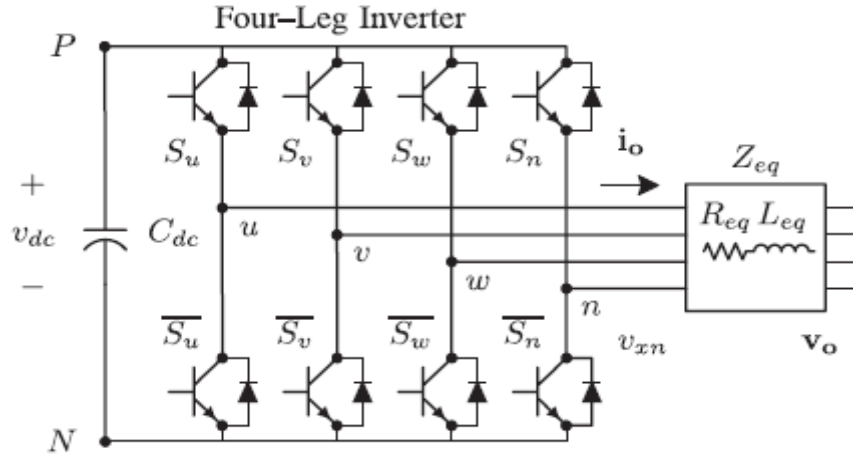 Four–Leg Inverter
P
S_u S_v S_w S_n
i_o
Z_eq
+
v_dc
−
C_dc
R_eq L_eq
u
v
w
n
S̅_u̅ S̅_v̅ S̅_w̅ S̅_n̅
v_xn
v_o
N